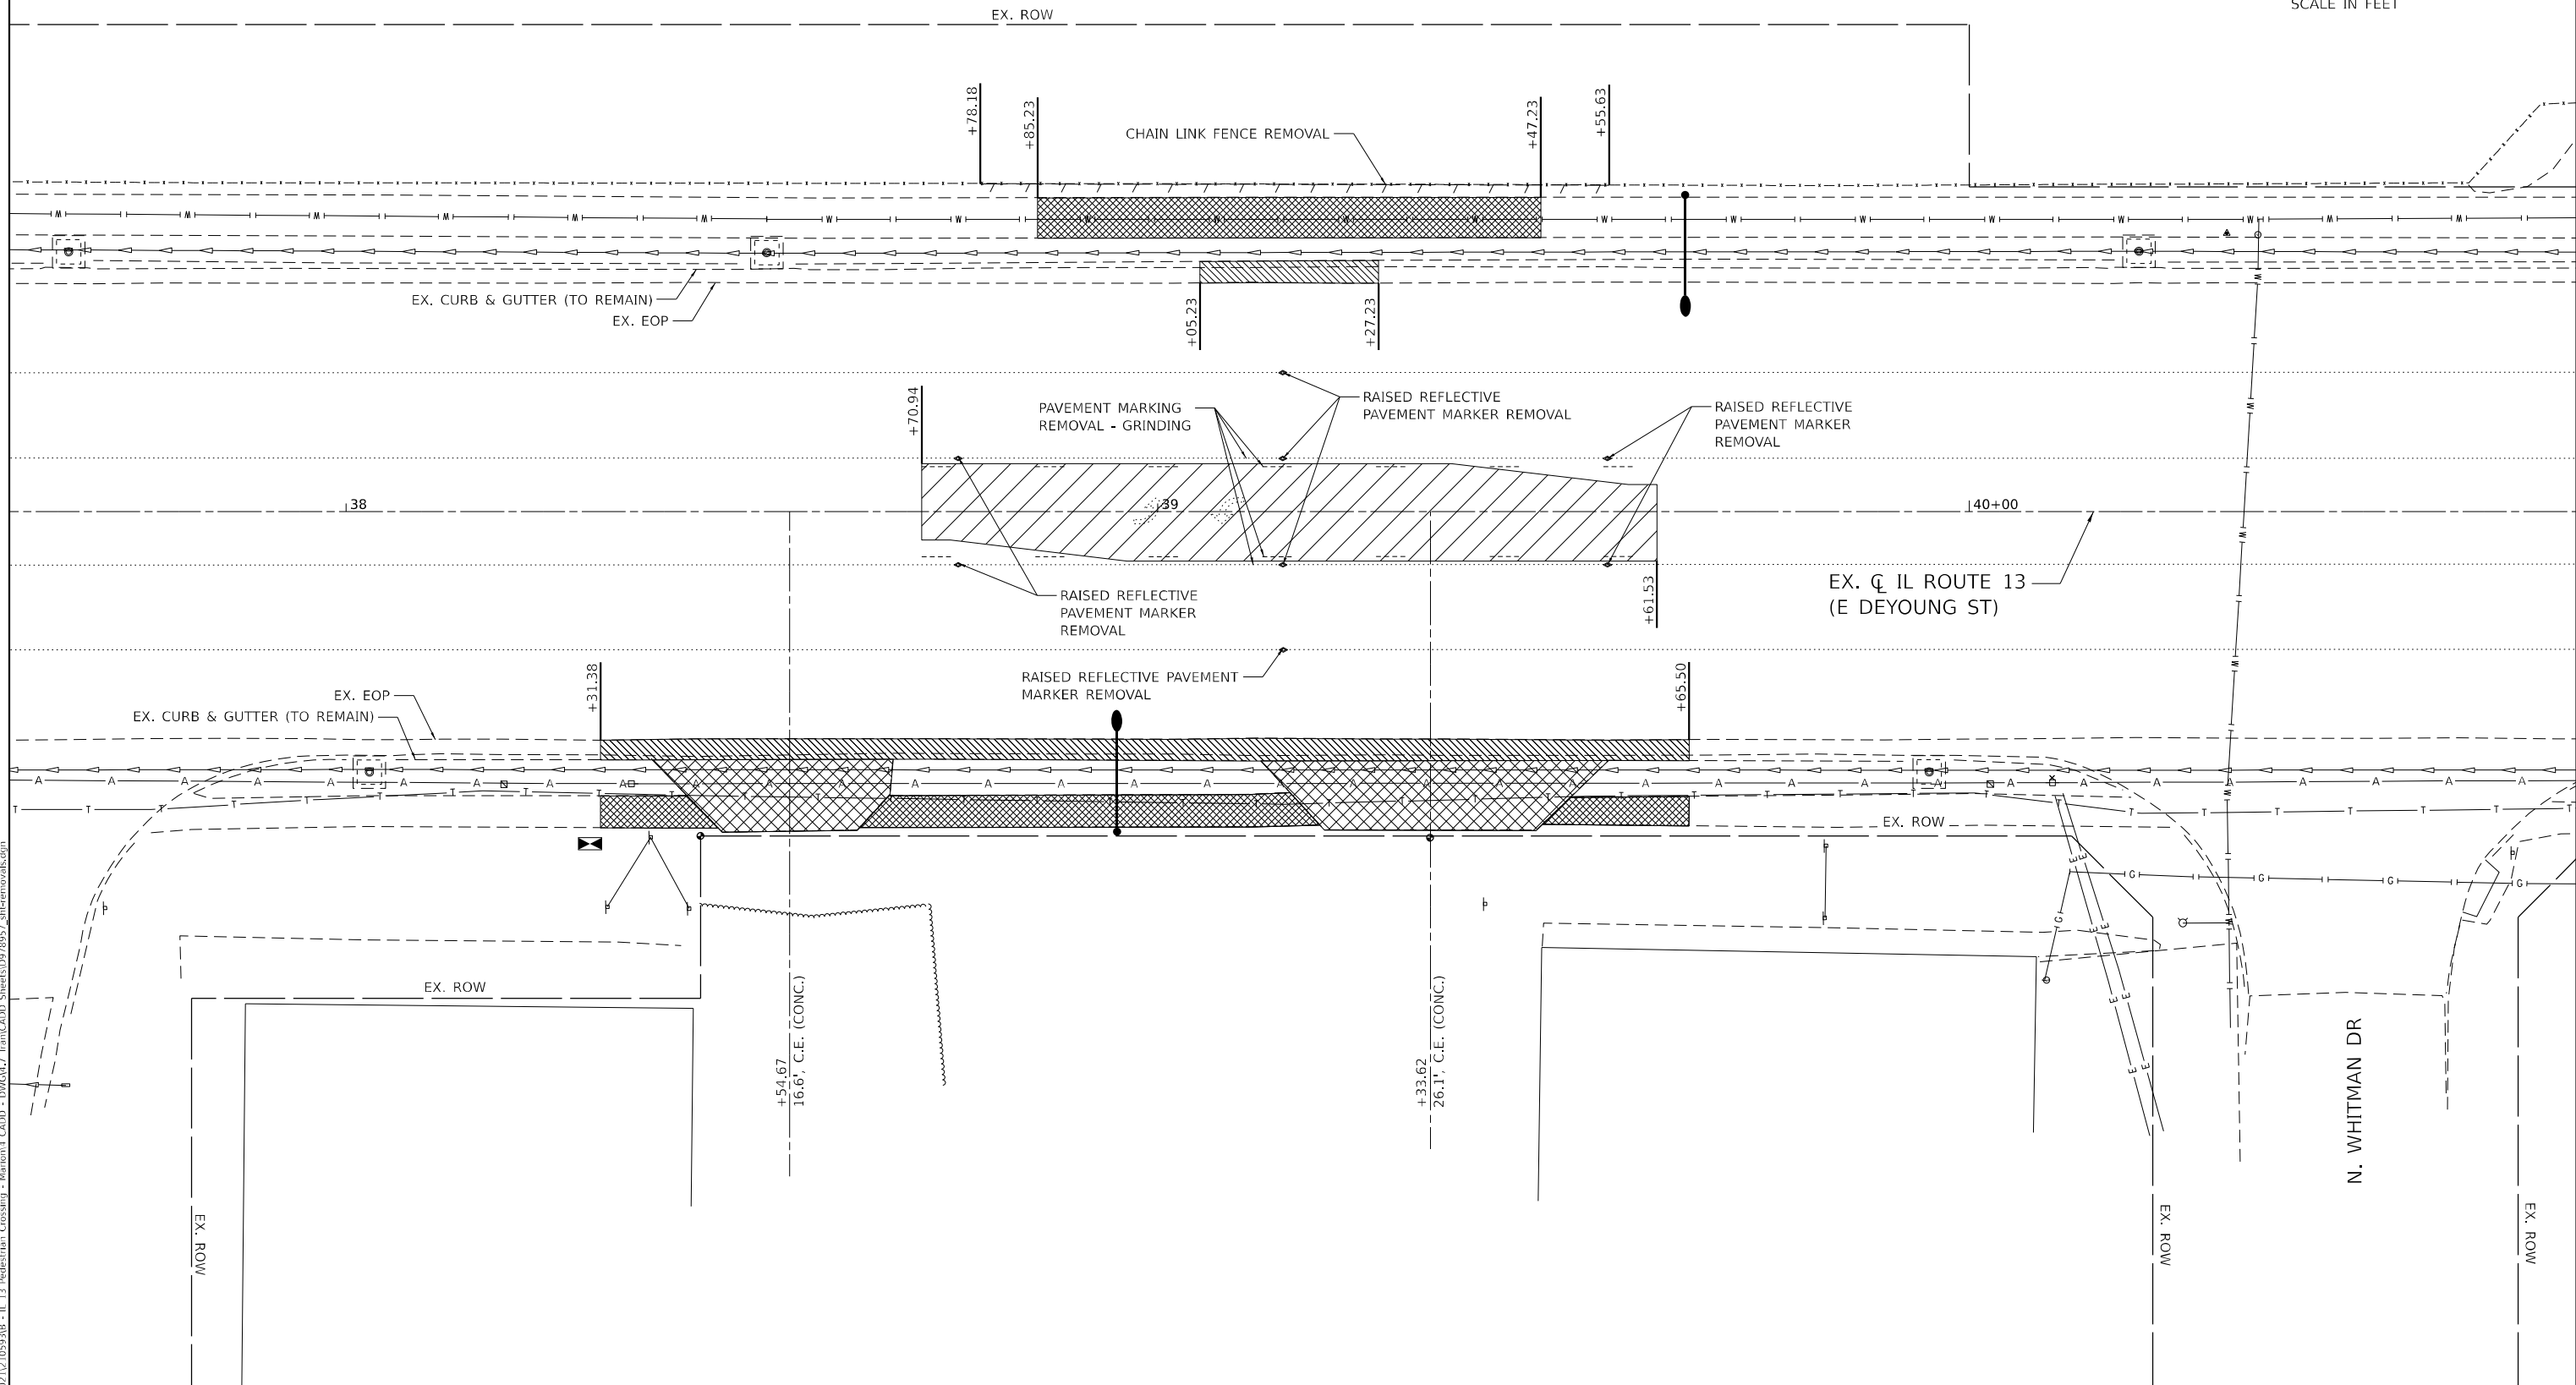 SCALE IN FEET
EX. ROW
+78.18
+85.23
+47.23
+55.63
CHAIN LINK FENCE REMOVAL
EX. CURB & GUTTER (TO REMAIN)
EX. EOP
+05.23
+27.23
+70.94
PAVEMENT MARKING
REMOVAL - GRINDING
RAISED REFLECTIVE
PAVEMENT MARKER REMOVAL
RAISED REFLECTIVE
PAVEMENT MARKER
REMOVAL
38
39
40+00
EX. ℄ IL ROUTE 13
(E DEYOUNG ST)
RAISED REFLECTIVE
PAVEMENT MARKER
REMOVAL
+61.53
+31.38
RAISED REFLECTIVE PAVEMENT
MARKER REMOVAL
+65.50
EX. EOP
EX. CURB & GUTTER (TO REMAIN)
EX. ROW
EX. ROW
+54.67
16.6', C.E. (CONC.)
+33.62
26.1', C.E. (CONC.)
N. WHITMAN DR
EX. ROW
EX. ROW
EX. ROW